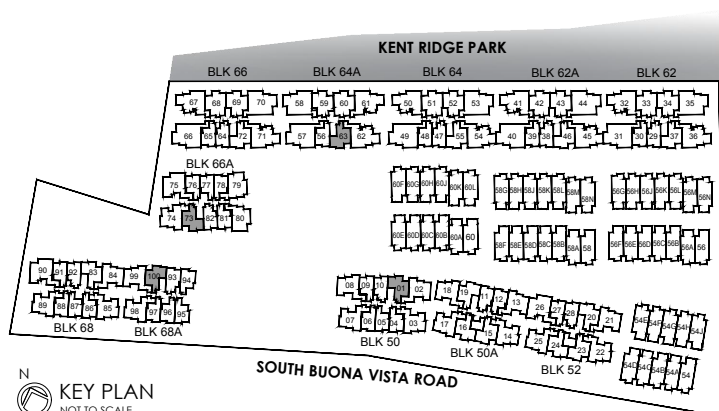 KENT RIDGE PARK
BLK 66 BLK 64A BLK 64 BLK 62A BLK 62
67 68 69 70 58 59 60 61 50 51 52 53 41 42 43 44 32 33 34 35
66 65 64 72 71 57 56 63 62 49 48 47 55 54 40 39 38 46 45 31 30 29 37 36
BLK 66A
75 76 77 78 79 60F 60G 60H 60J 60K 60L 58G 58H 58J 58K 58L 58M 58N 56G 56H 56J 56K 56L 56M 56N
74 73 82 81 80 60E 60D 60C 60B 60A 60 58F 58E 58D 58C 58B 58A 58 56F 56E 56D 56C 56B 56A 56
90 91 92 83 84 99 100 93 94 08 09 10 01 02 18 19 11 12 13 26 27 28 20 21 54E 54F 54G 54H 54J
89 88 87 86 85 98 97 96 95 07 06 05 04 03 17 16 15 14 25 24 23 22 54D 54C 54B 54A 54
BLK 68 BLK 68A BLK 50 BLK 50A BLK 52
SOUTH BUONA VISTA ROAD
N
KEY PLAN
NOT TO SCALE